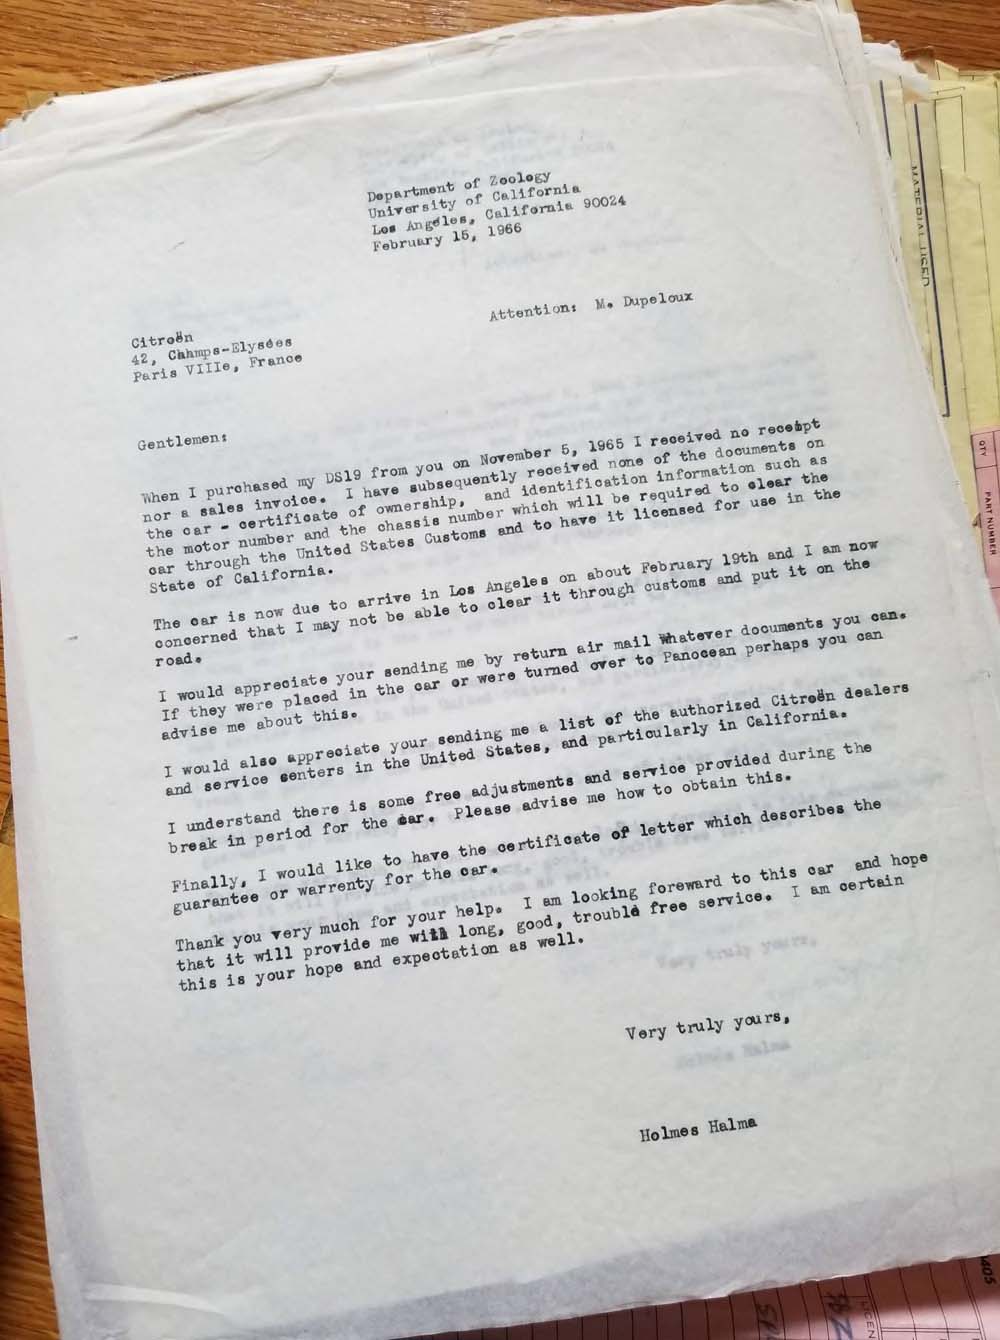 Department of Zoology
University of California
Los Angeles, California 90024
February 15, 1966
Attention: M. Dupeloux
Citroën
42, Cahmps-Elysées
Paris VIIIe, France
Gentlemen:
When I purchased my DS19 from you on November 5, 1965 I received no receipt
nor a sales invoice. I have subsequently received none of the documents on
the car - certificate of ownership, and identification information such as
the motor number and the chassis number which will be required to clear the
car through the United States Customs and to have it licensed for use in the
State of California.
The car is now due to arrive in Los Angeles on about February 19th and I am now
concerned that I may not be able to clear it through customs and put it on the
road.
I would appreciate your sending me by return air mail whatever documents you can.
If they were placed in the car or were turned over to Panocean perhaps you can
advise me about this.
I would also appreciate your sending me a list of the authorized Citroën dealers
and service centers in the United States, and particularly in California.
I understand there is some free adjustments and service provided during the
break in period for the car. Please advise me how to obtain this.
Finally, I would like to have the certificate of letter which describes the
guarantee or warrenty for the car.
Thank you very much for your help. I am looking foreward to this car and hope
that it will provide me with long, good, trouble free service. I am certain
this is your hope and expectation as well.
Very truly yours,
Holmes Halma
MATERIAL USED
QTY
PART NUMBER